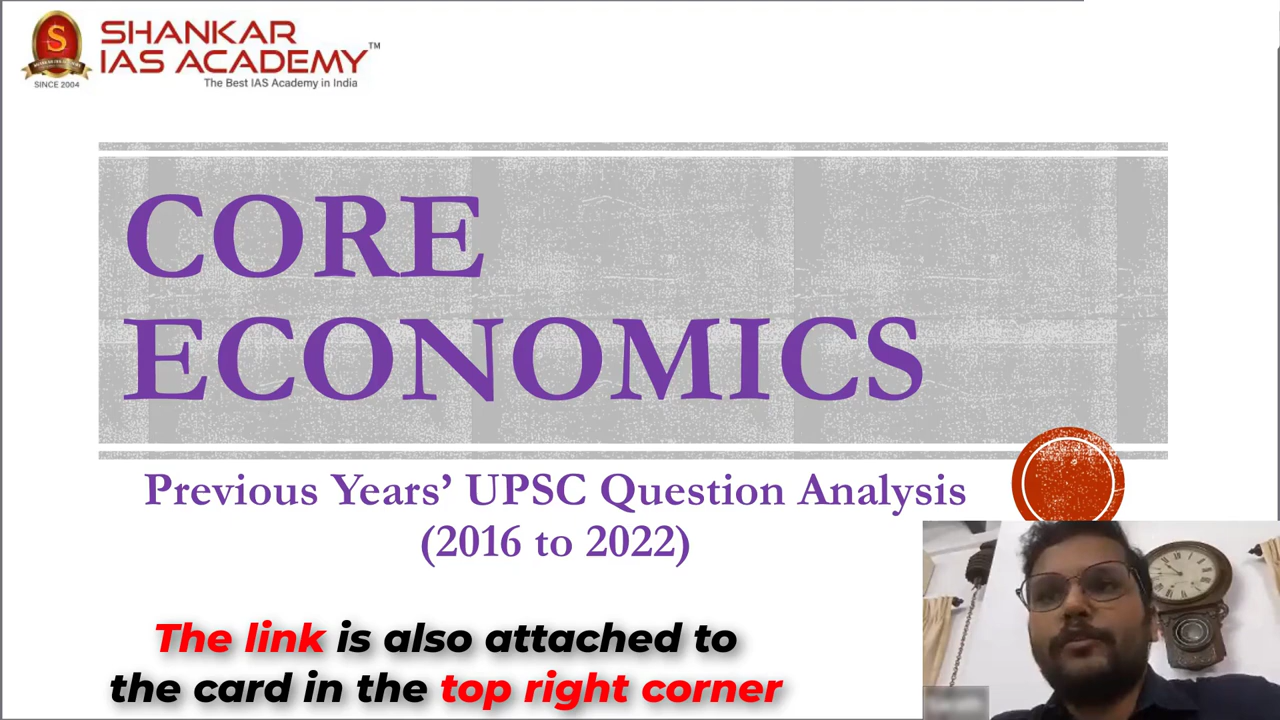 SHANKAR
IAS ACADEMY™
The Best IAS Academy in India
S
SINCE 2004
CORE
ECONOMICS
Previous Years’ UPSC Question Analysis
(2016 to 2022)
The link is also attached to
the card in the top right corner